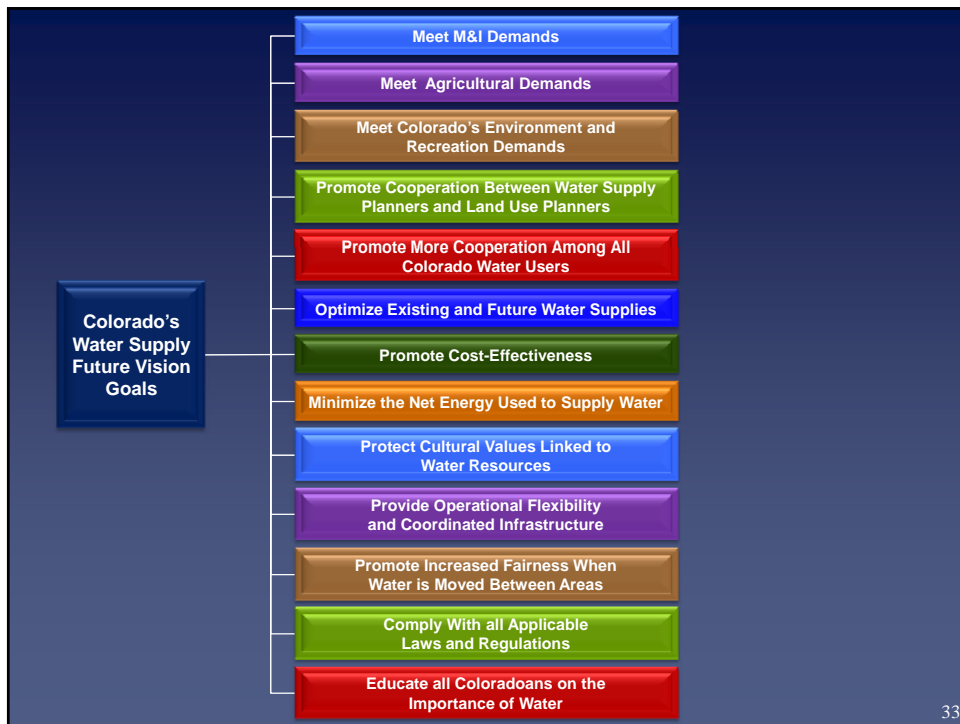 Meet M&I Demands
Meet Agricultural Demands
Meet Colorado's Environment and
Recreation Demands
Promote Cooperation Between Water Supply
Planners and Land Use Planners
Promote More Cooperation Among All
Colorado Water Users
Colorado's
Water Supply
Future Vision
Goals
Optimize Existing and Future Water Supplies
Promote Cost-Effectiveness
Minimize the Net Energy Used to Supply Water
Protect Cultural Values Linked to
Water Resources
Provide Operational Flexibility
and Coordinated Infrastructure
Promote Increased Fairness When
Water is Moved Between Areas
Comply With all Applicable
Laws and Regulations
Educate all Coloradoans on the
Importance of Water
33